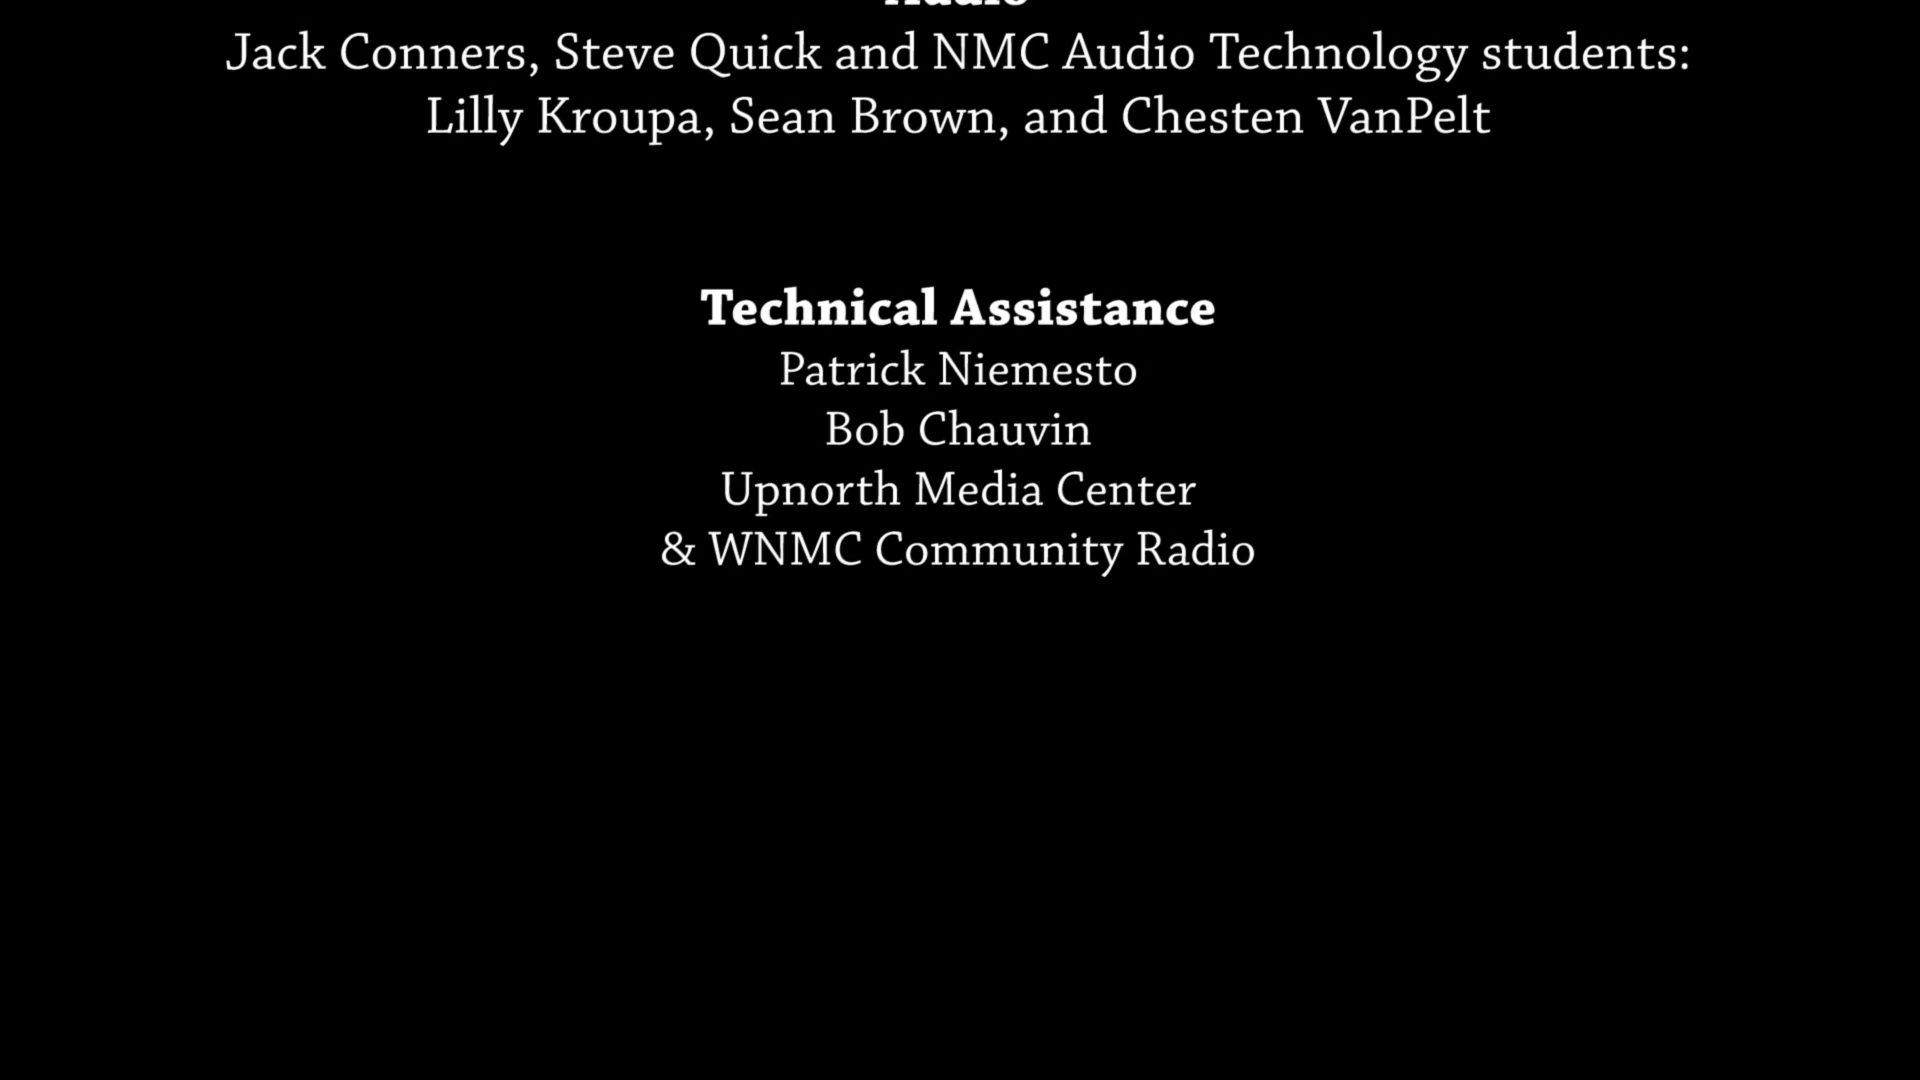 Audio
Jack Conners, Steve Quick and NMC Audio Technology students:
Lilly Kroupa, Sean Brown, and Chesten VanPelt
Technical Assistance
Patrick Niemesto
Bob Chauvin
Upnorth Media Center
& WNMC Community Radio